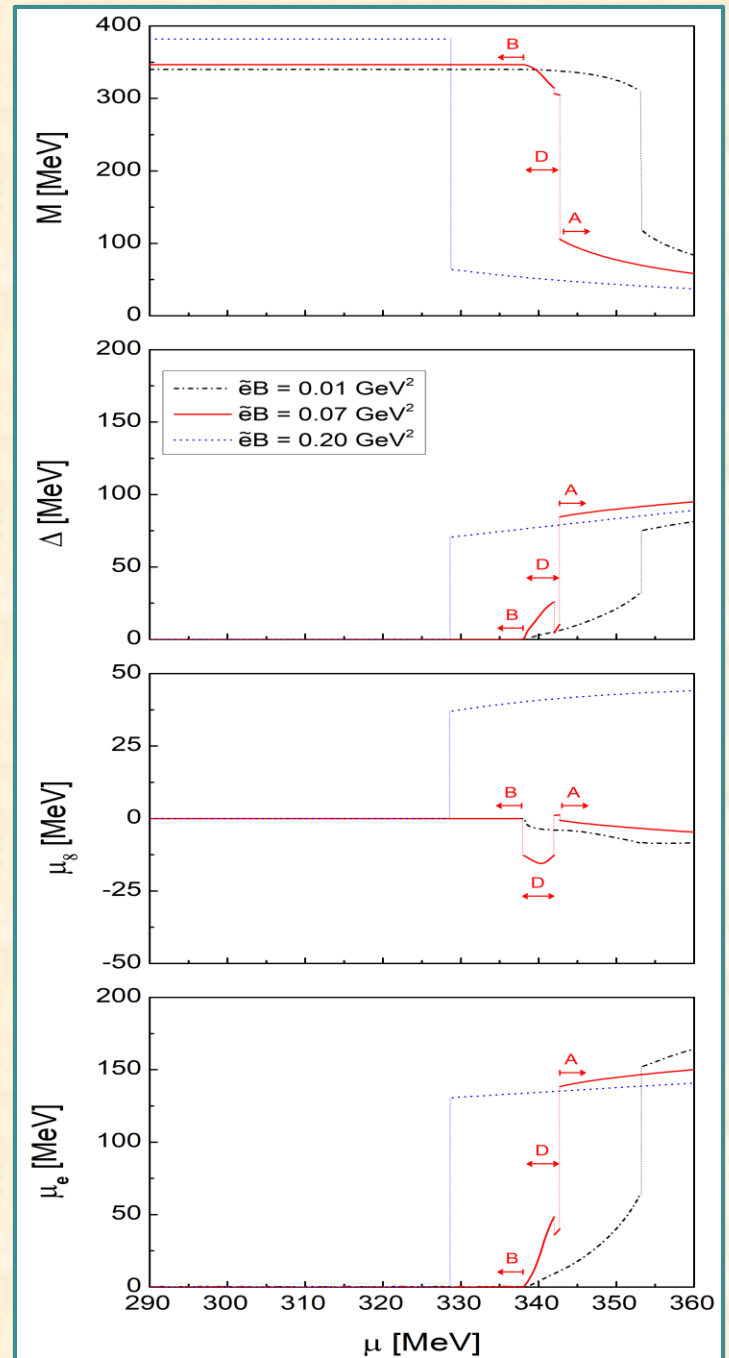 400
300
200
100
0
M [MeV]
B
D
A
200
150
100
50
0
Δ [MeV]
ẽB = 0.01 GeV²
ẽB = 0.07 GeV²
ẽB = 0.20 GeV²
A
D
B
50
25
0
-25
-50
μ₈ [MeV]
B
A
D
200
150
100
50
0
μₑ [MeV]
A
D
B
290 300 310 320 330 340 350 360
μ [MeV]